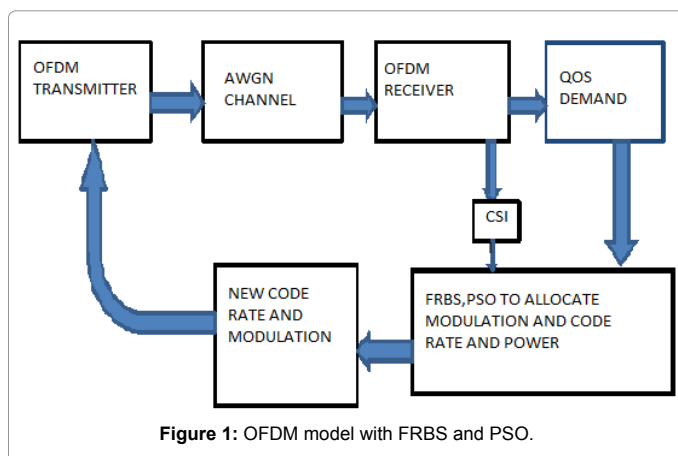 OFDM
TRANSMITTER
AWGN
CHANNEL
OFDM
RECEIVER
QOS
DEMAND
CSI
NEW CODE
RATE AND
MODULATION
FRBS,PSO TO ALLOCATE
MODULATION AND CODE
RATE AND POWER
Figure 1: OFDM model with FRBS and PSO.